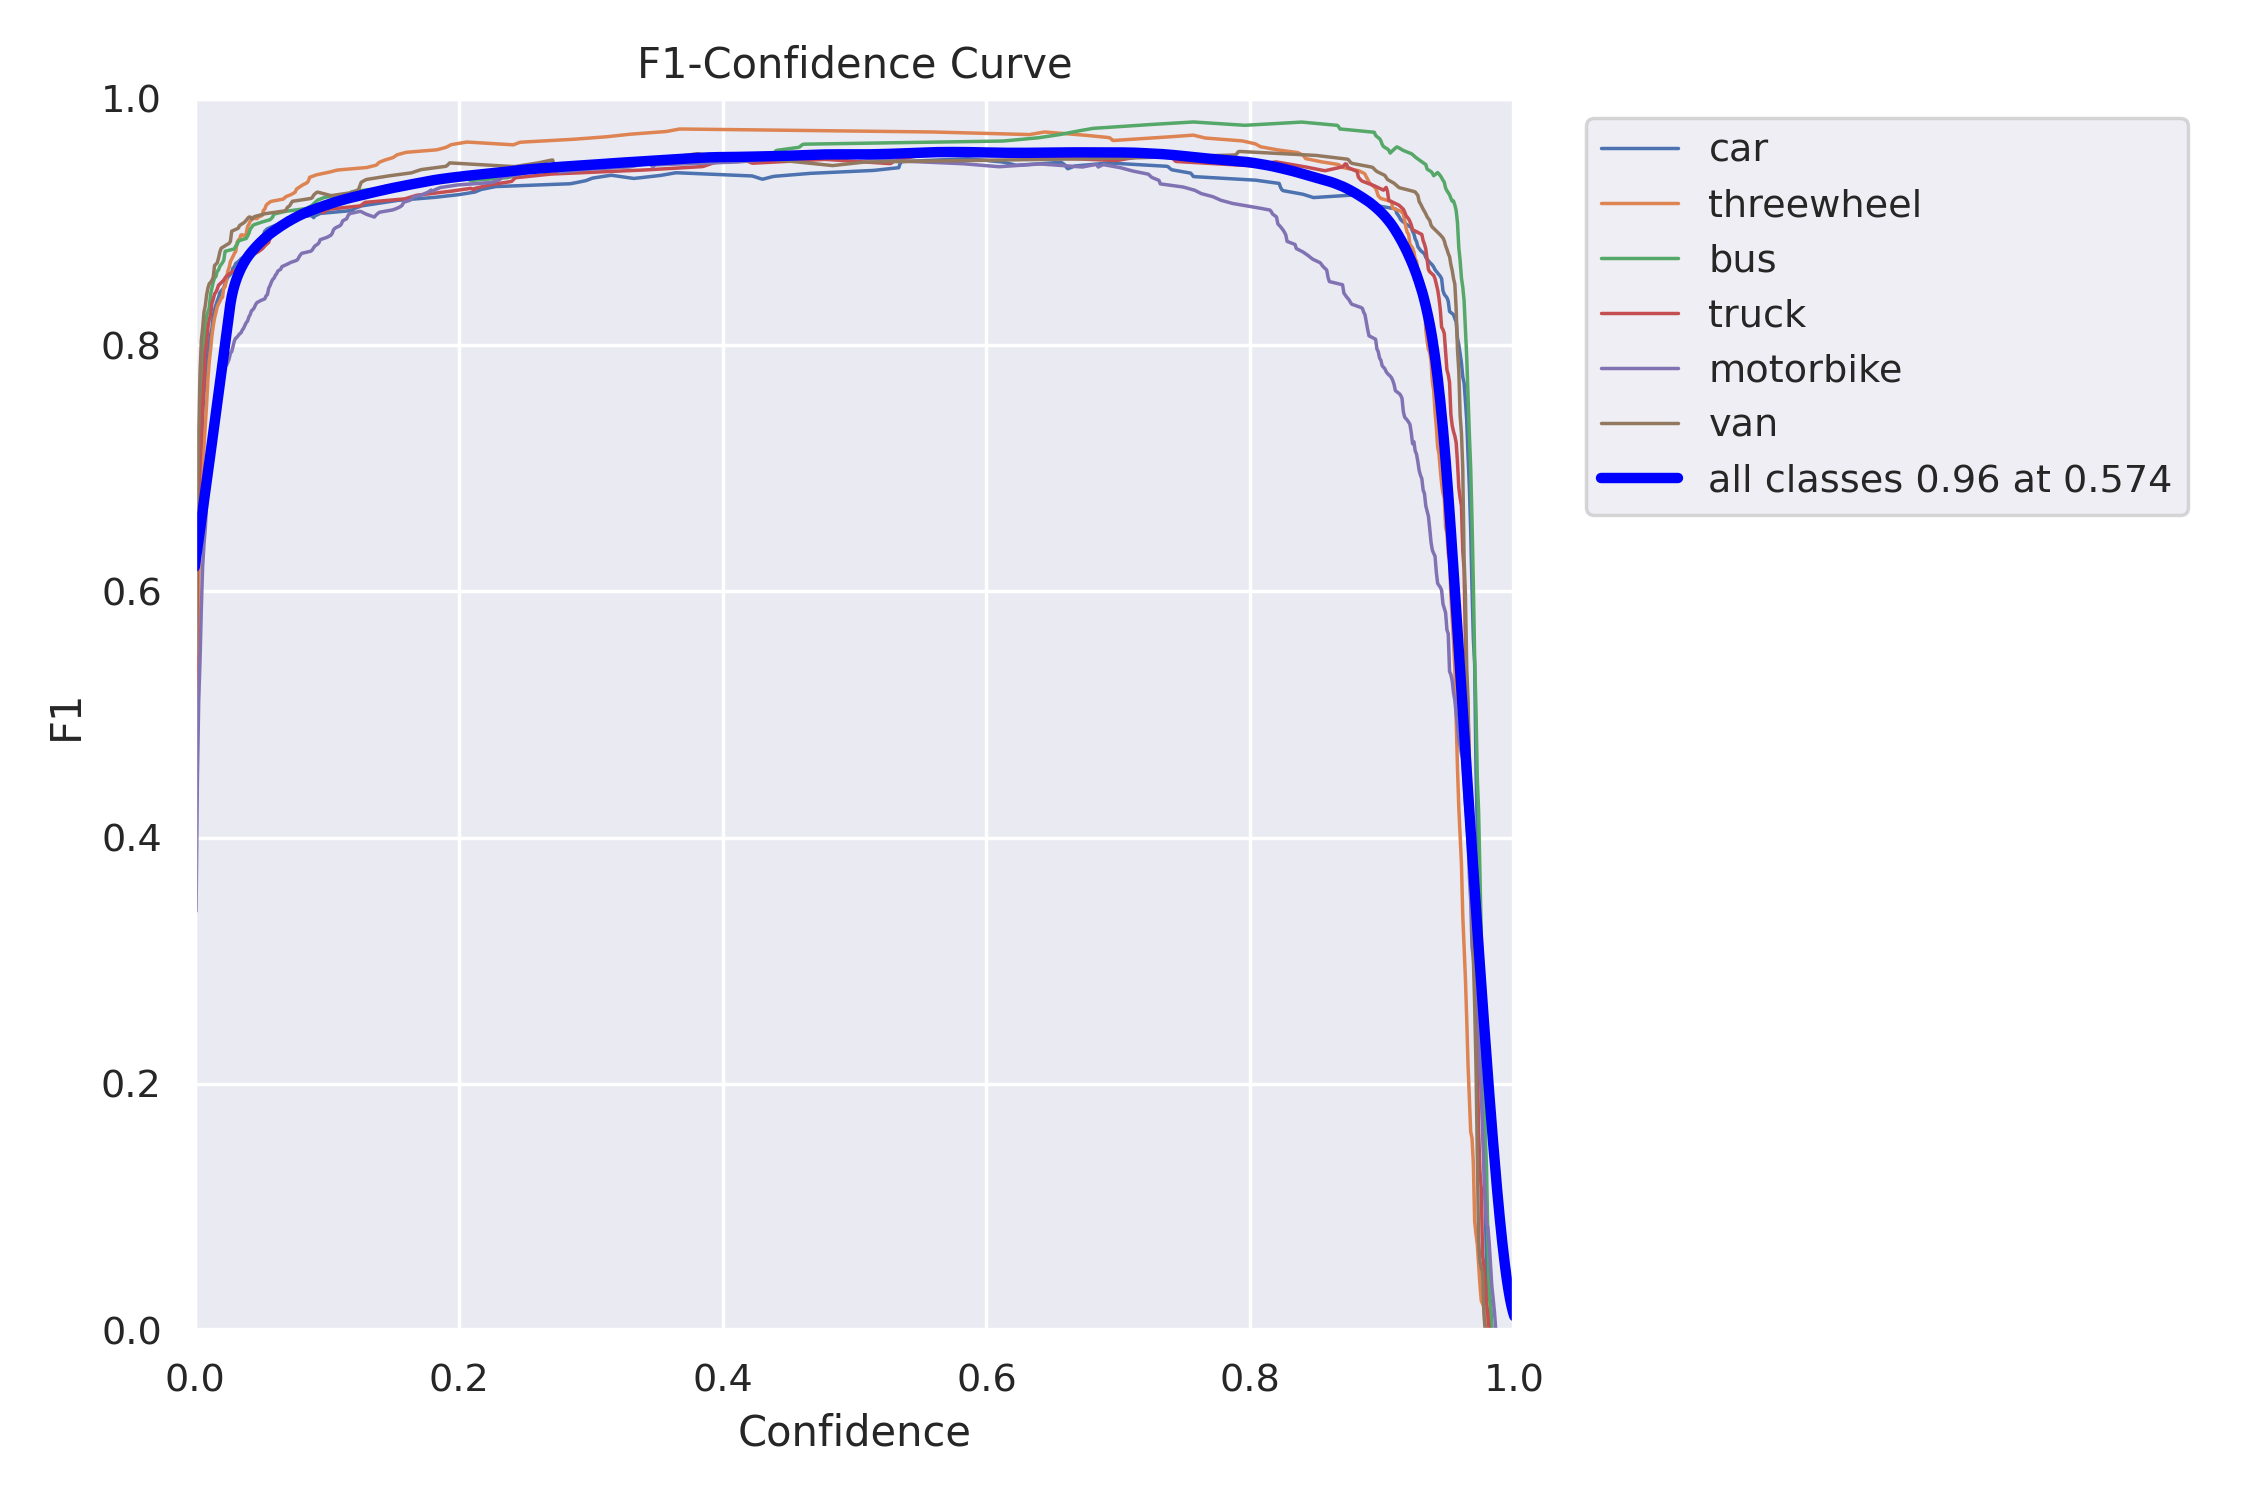 F1-Confidence Curve
1.0
0.8
0.6
0.4
0.2
0.0
F1
0.0 0.2 0.4 0.6 0.8 1.0
Confidence
car
threewheel
bus
truck
motorbike
van
all classes 0.96 at 0.574